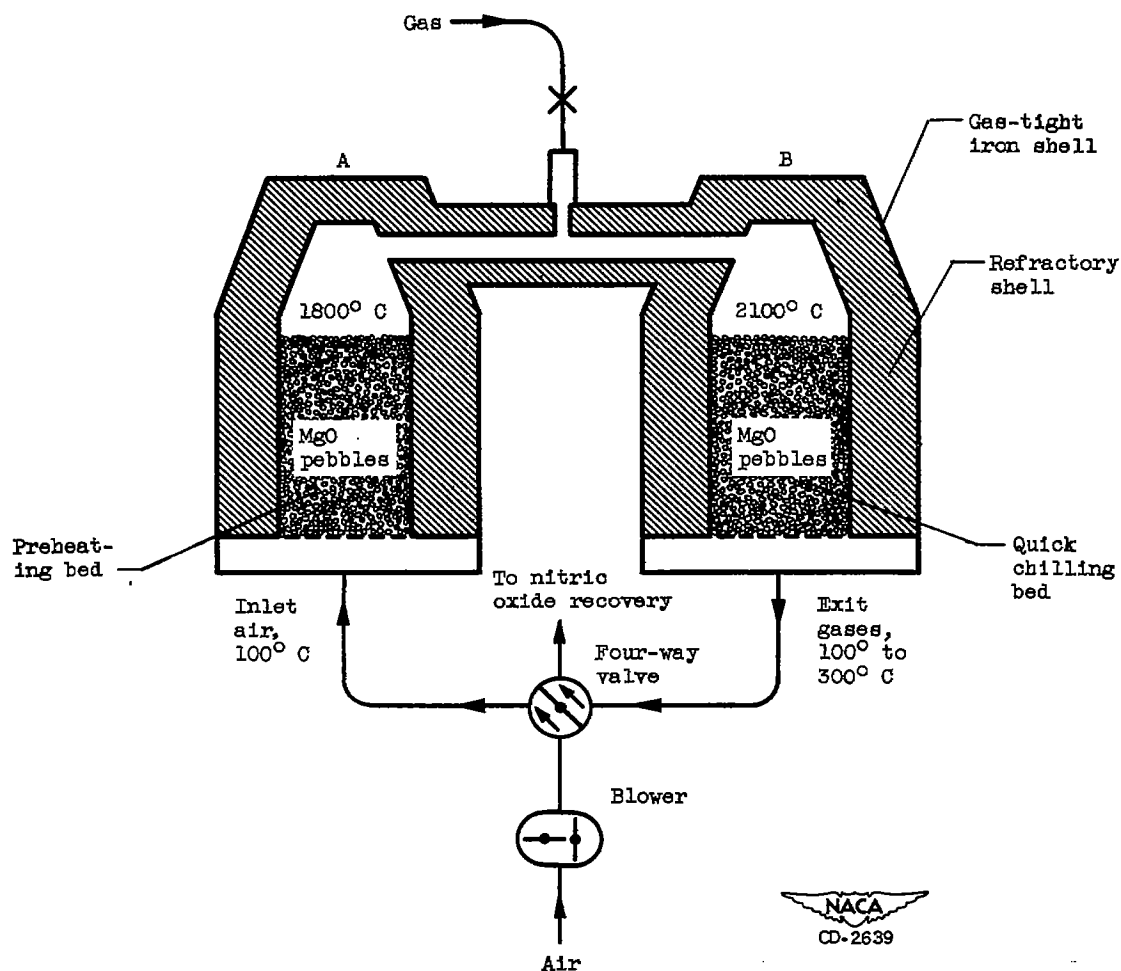 Gas
Gas-tight
iron shell
A
B
Refractory
shell
1800° C
2100° C
MgO
pebbles
MgO
pebbles
Preheat-
ing bed
Quick
chilling
bed
To nitric
oxide recovery
Inlet
air,
100° C
Exit
gases,
100° to
300° C
Four-way
valve
Blower
NACA
CD-2639
Air